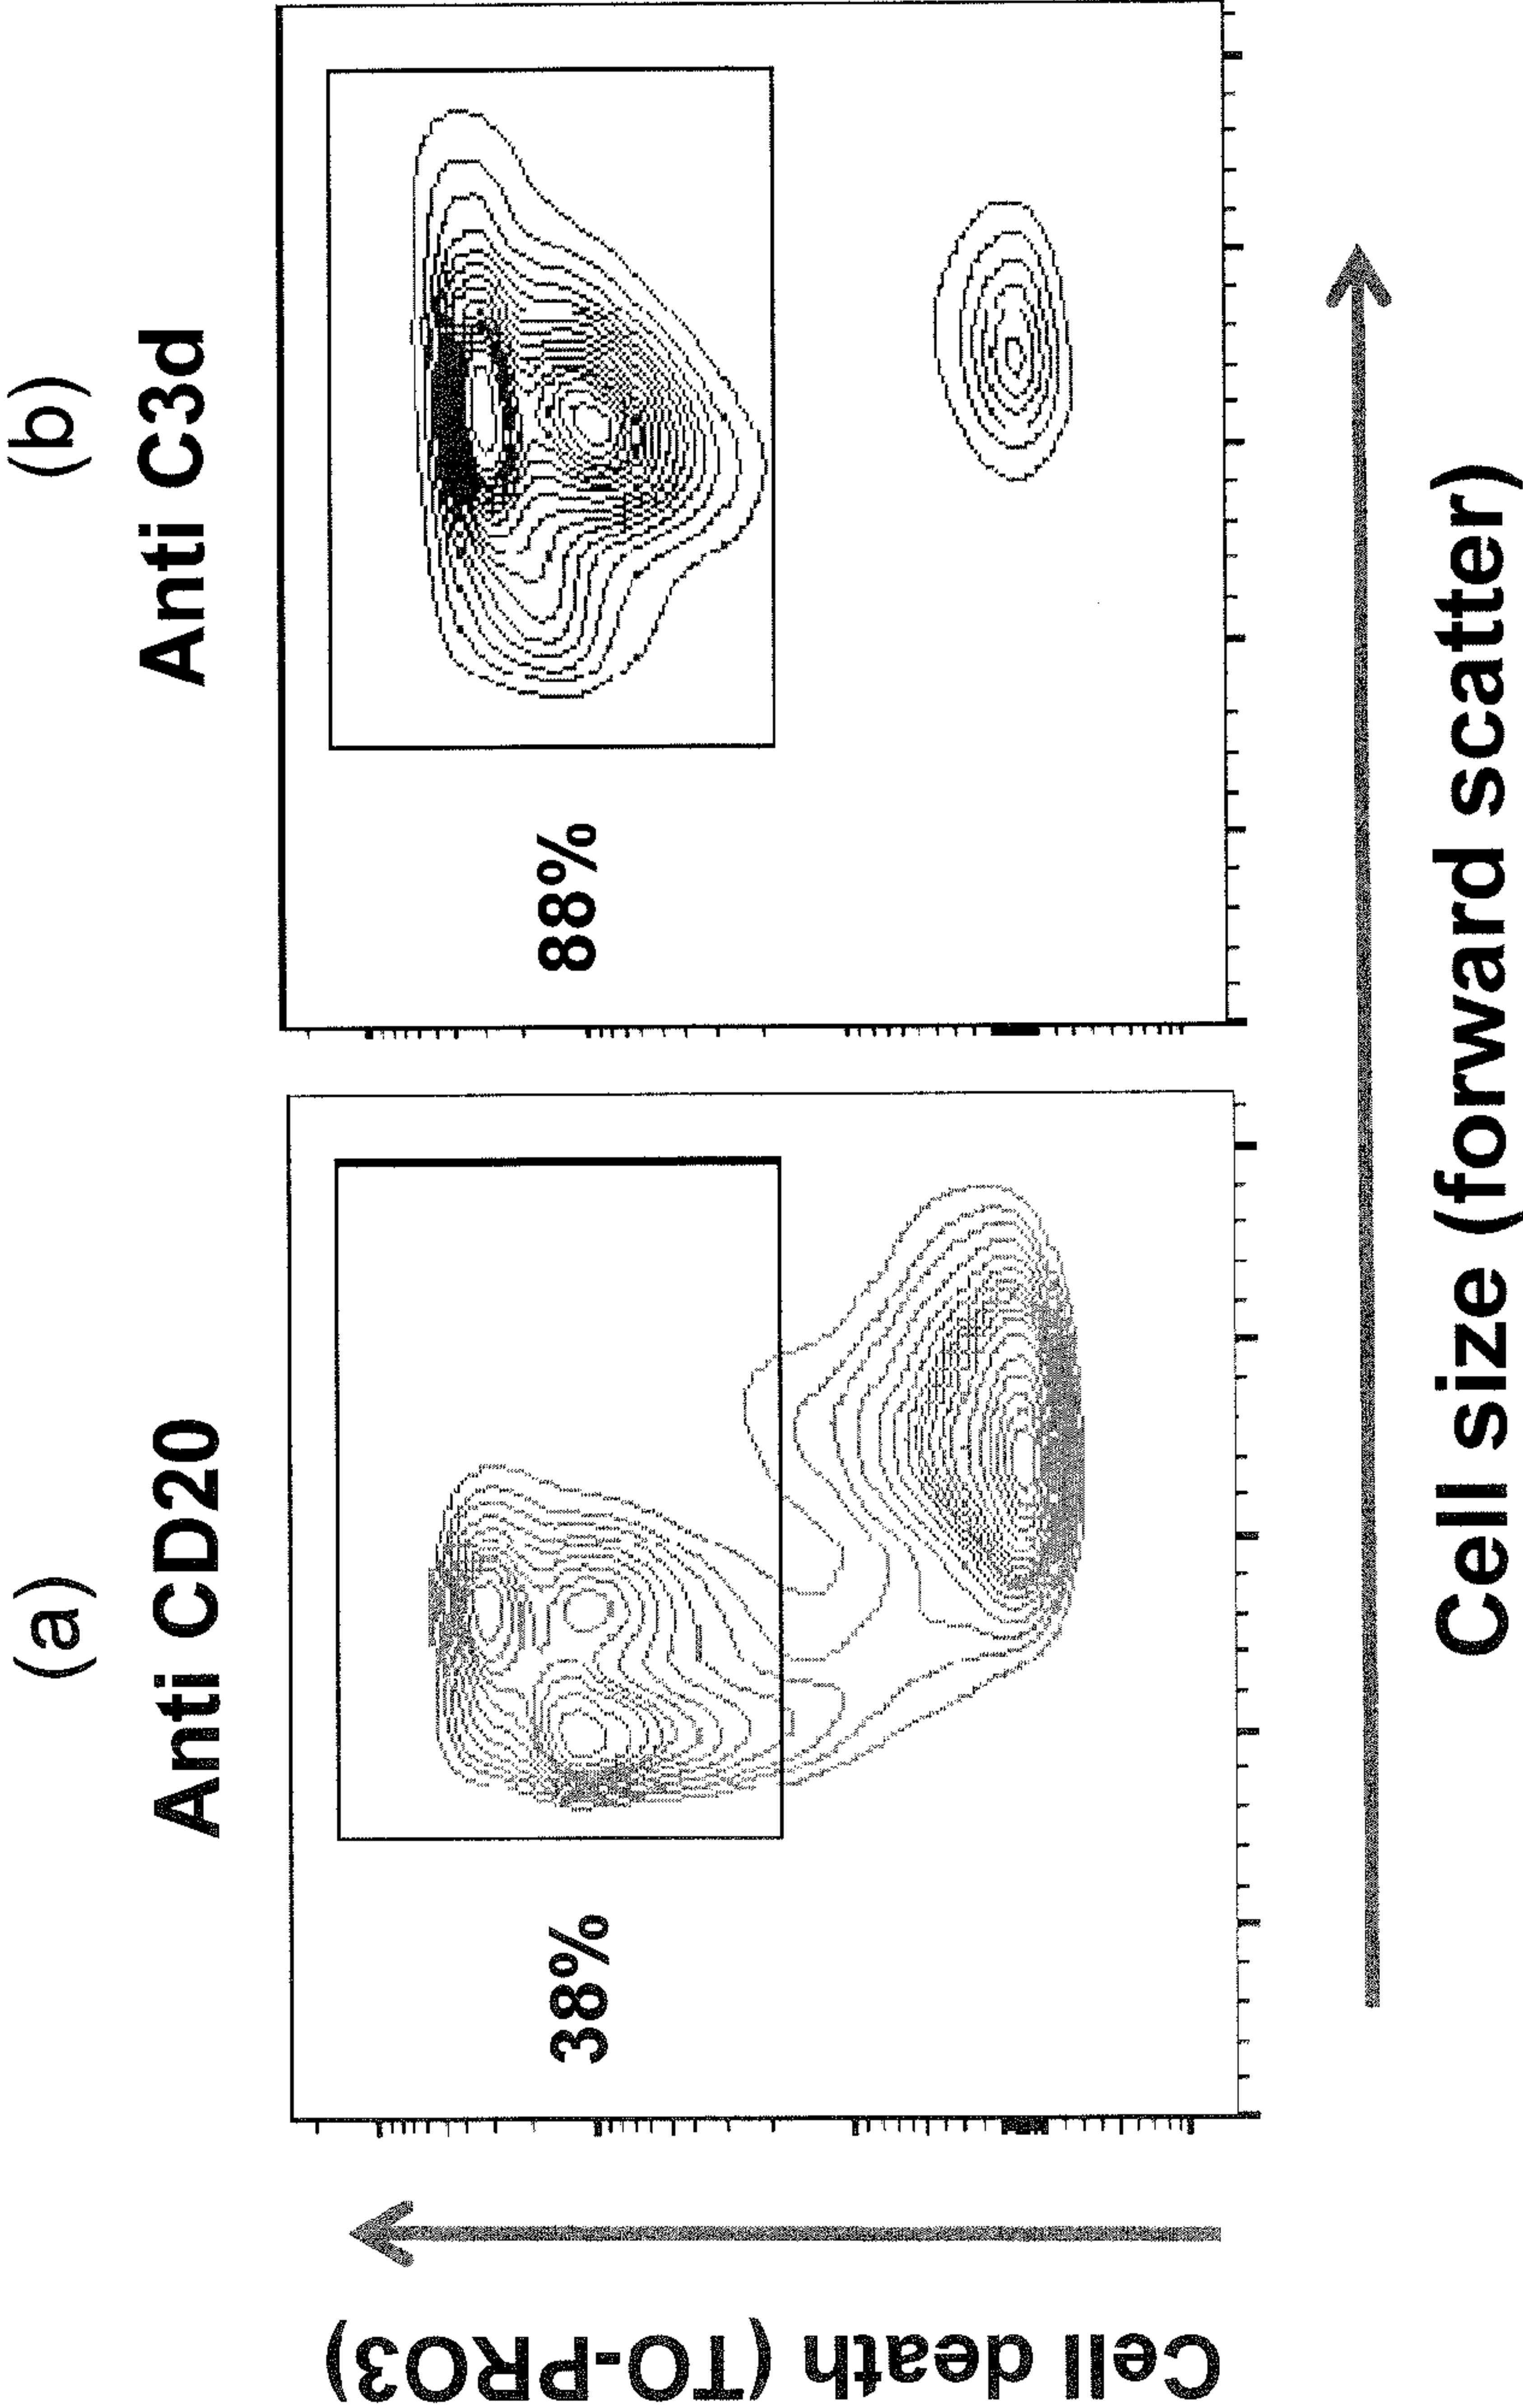 (a)
(b)
Anti CD20
Anti C3d
38%
88%
Cell death (TO-PRO3)
Cell size (forward scatter)